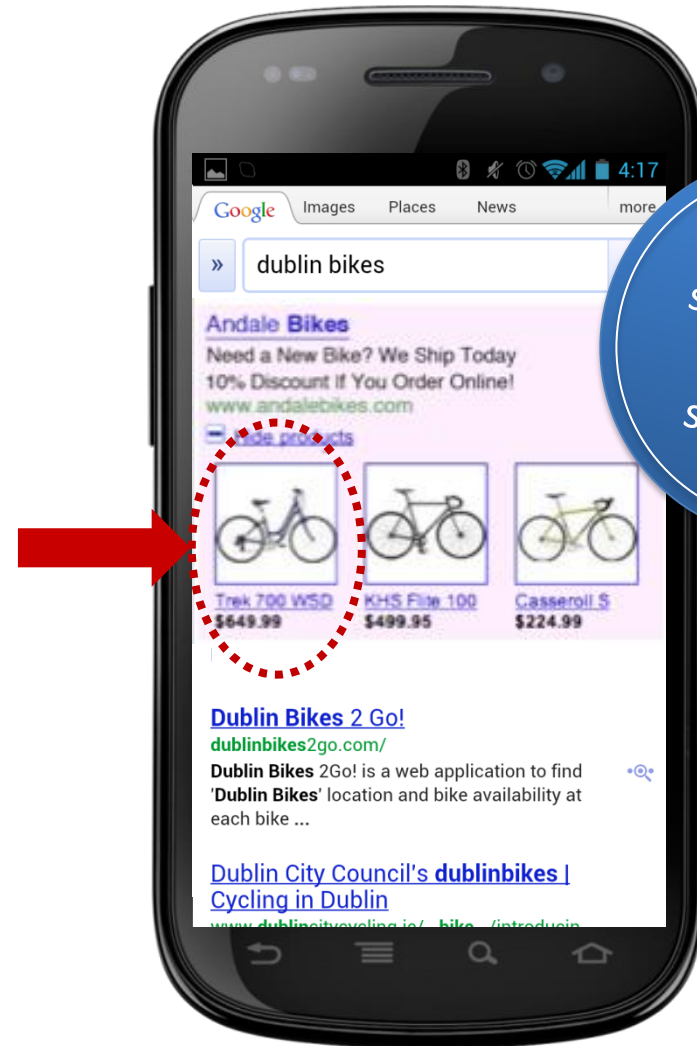 4:17
Google Images Places News more
» dublin bikes
Andale Bikes
Need a New Bike? We Ship Today
10% Discount If You Order Online!
www.andalebikes.com
Hide products
Trek 700 WSD KHS Flite 100 Casseroll S
$649.99 $499.95 $224.99
Dublin Bikes 2 Go!
dublinbikes2go.com/
Dublin Bikes 2Go! is a web application to find
'Dublin Bikes' location and bike availability at
each bike ...
Dublin City Council's dublinbikes |
Cycling in Dublin